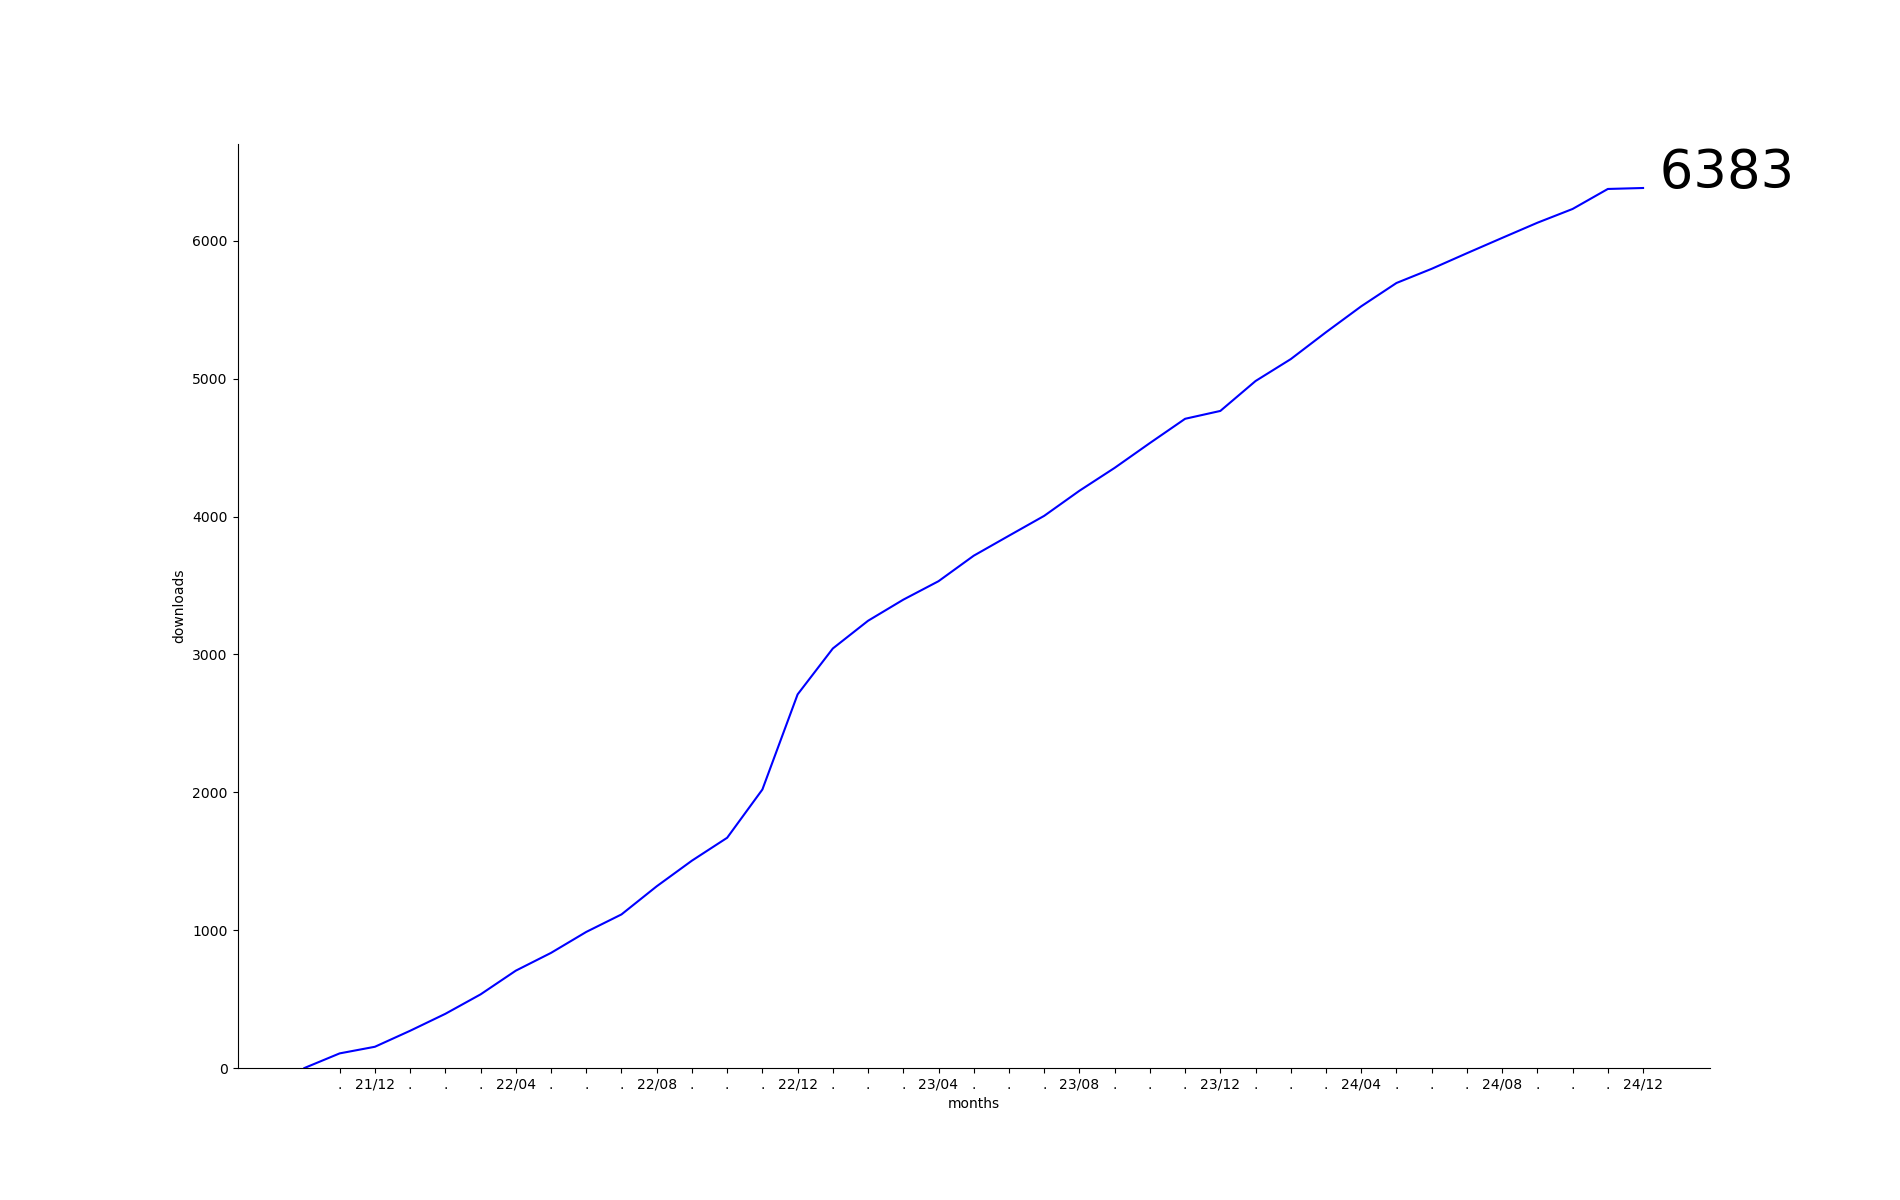 6383
6000
5000
4000
3000
2000
1000
0
downloads
. 21/12 . . . 22/04 . . . 22/08 . . . 22/12 . . . 23/04 . . . 23/08 . . . 23/12 . . . 24/04 . . . 24/08 . . . 24/12
months